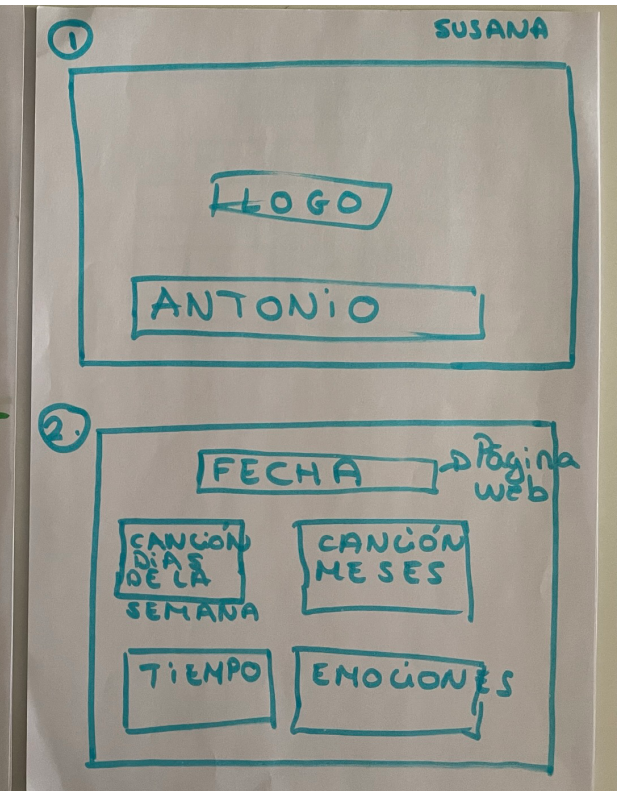 1
SUSANA
LOGO
ANTONIO
2.
FECHA
Página
web
CANCIÓN
DÍAS
DE LA
SEMANA
CANCIÓN
MESES
TIEMPO
EMOCIONES